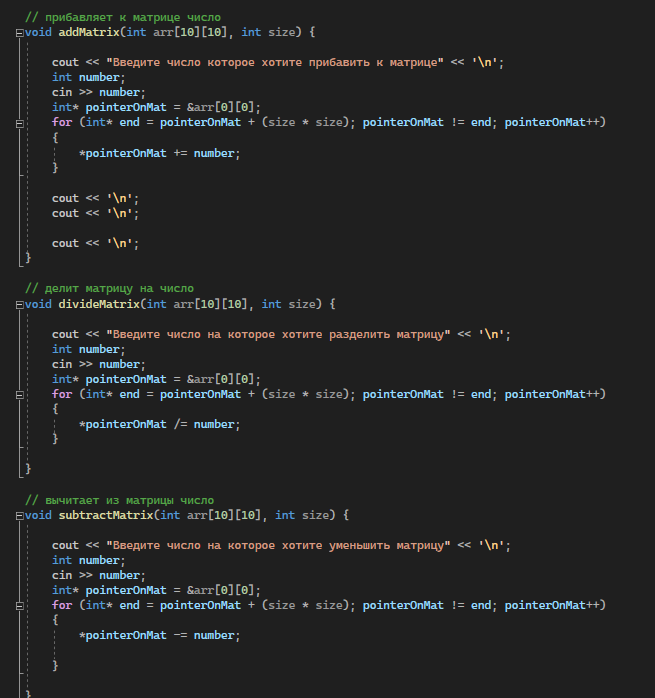 // прибавляет к матрице число
void addMatrix(int arr[10][10], int size) {
cout << "Введите число которое хотите прибавить к матрице" << '\n';
int number;
cin >> number;
int* pointerOnMat = &arr[0][0];
for (int* end = pointerOnMat + (size * size); pointerOnMat != end; pointerOnMat++)
{
*pointerOnMat += number;
}
cout << '\n';
cout << '\n';
cout << '\n';
}
// делит матрицу на число
void divideMatrix(int arr[10][10], int size) {
cout << "Введите число на которое хотите разделить матрицу" << '\n';
int number;
cin >> number;
int* pointerOnMat = &arr[0][0];
for (int* end = pointerOnMat + (size * size); pointerOnMat != end; pointerOnMat++)
{
*pointerOnMat /= number;
}
}
// вычитает из матрицы число
void subtractMatrix(int arr[10][10], int size) {
cout << "Введите число на которое хотите уменьшить матрицу" << '\n';
int number;
cin >> number;
int* pointerOnMat = &arr[0][0];
for (int* end = pointerOnMat + (size * size); pointerOnMat != end; pointerOnMat++)
{
*pointerOnMat -= number;
}
}